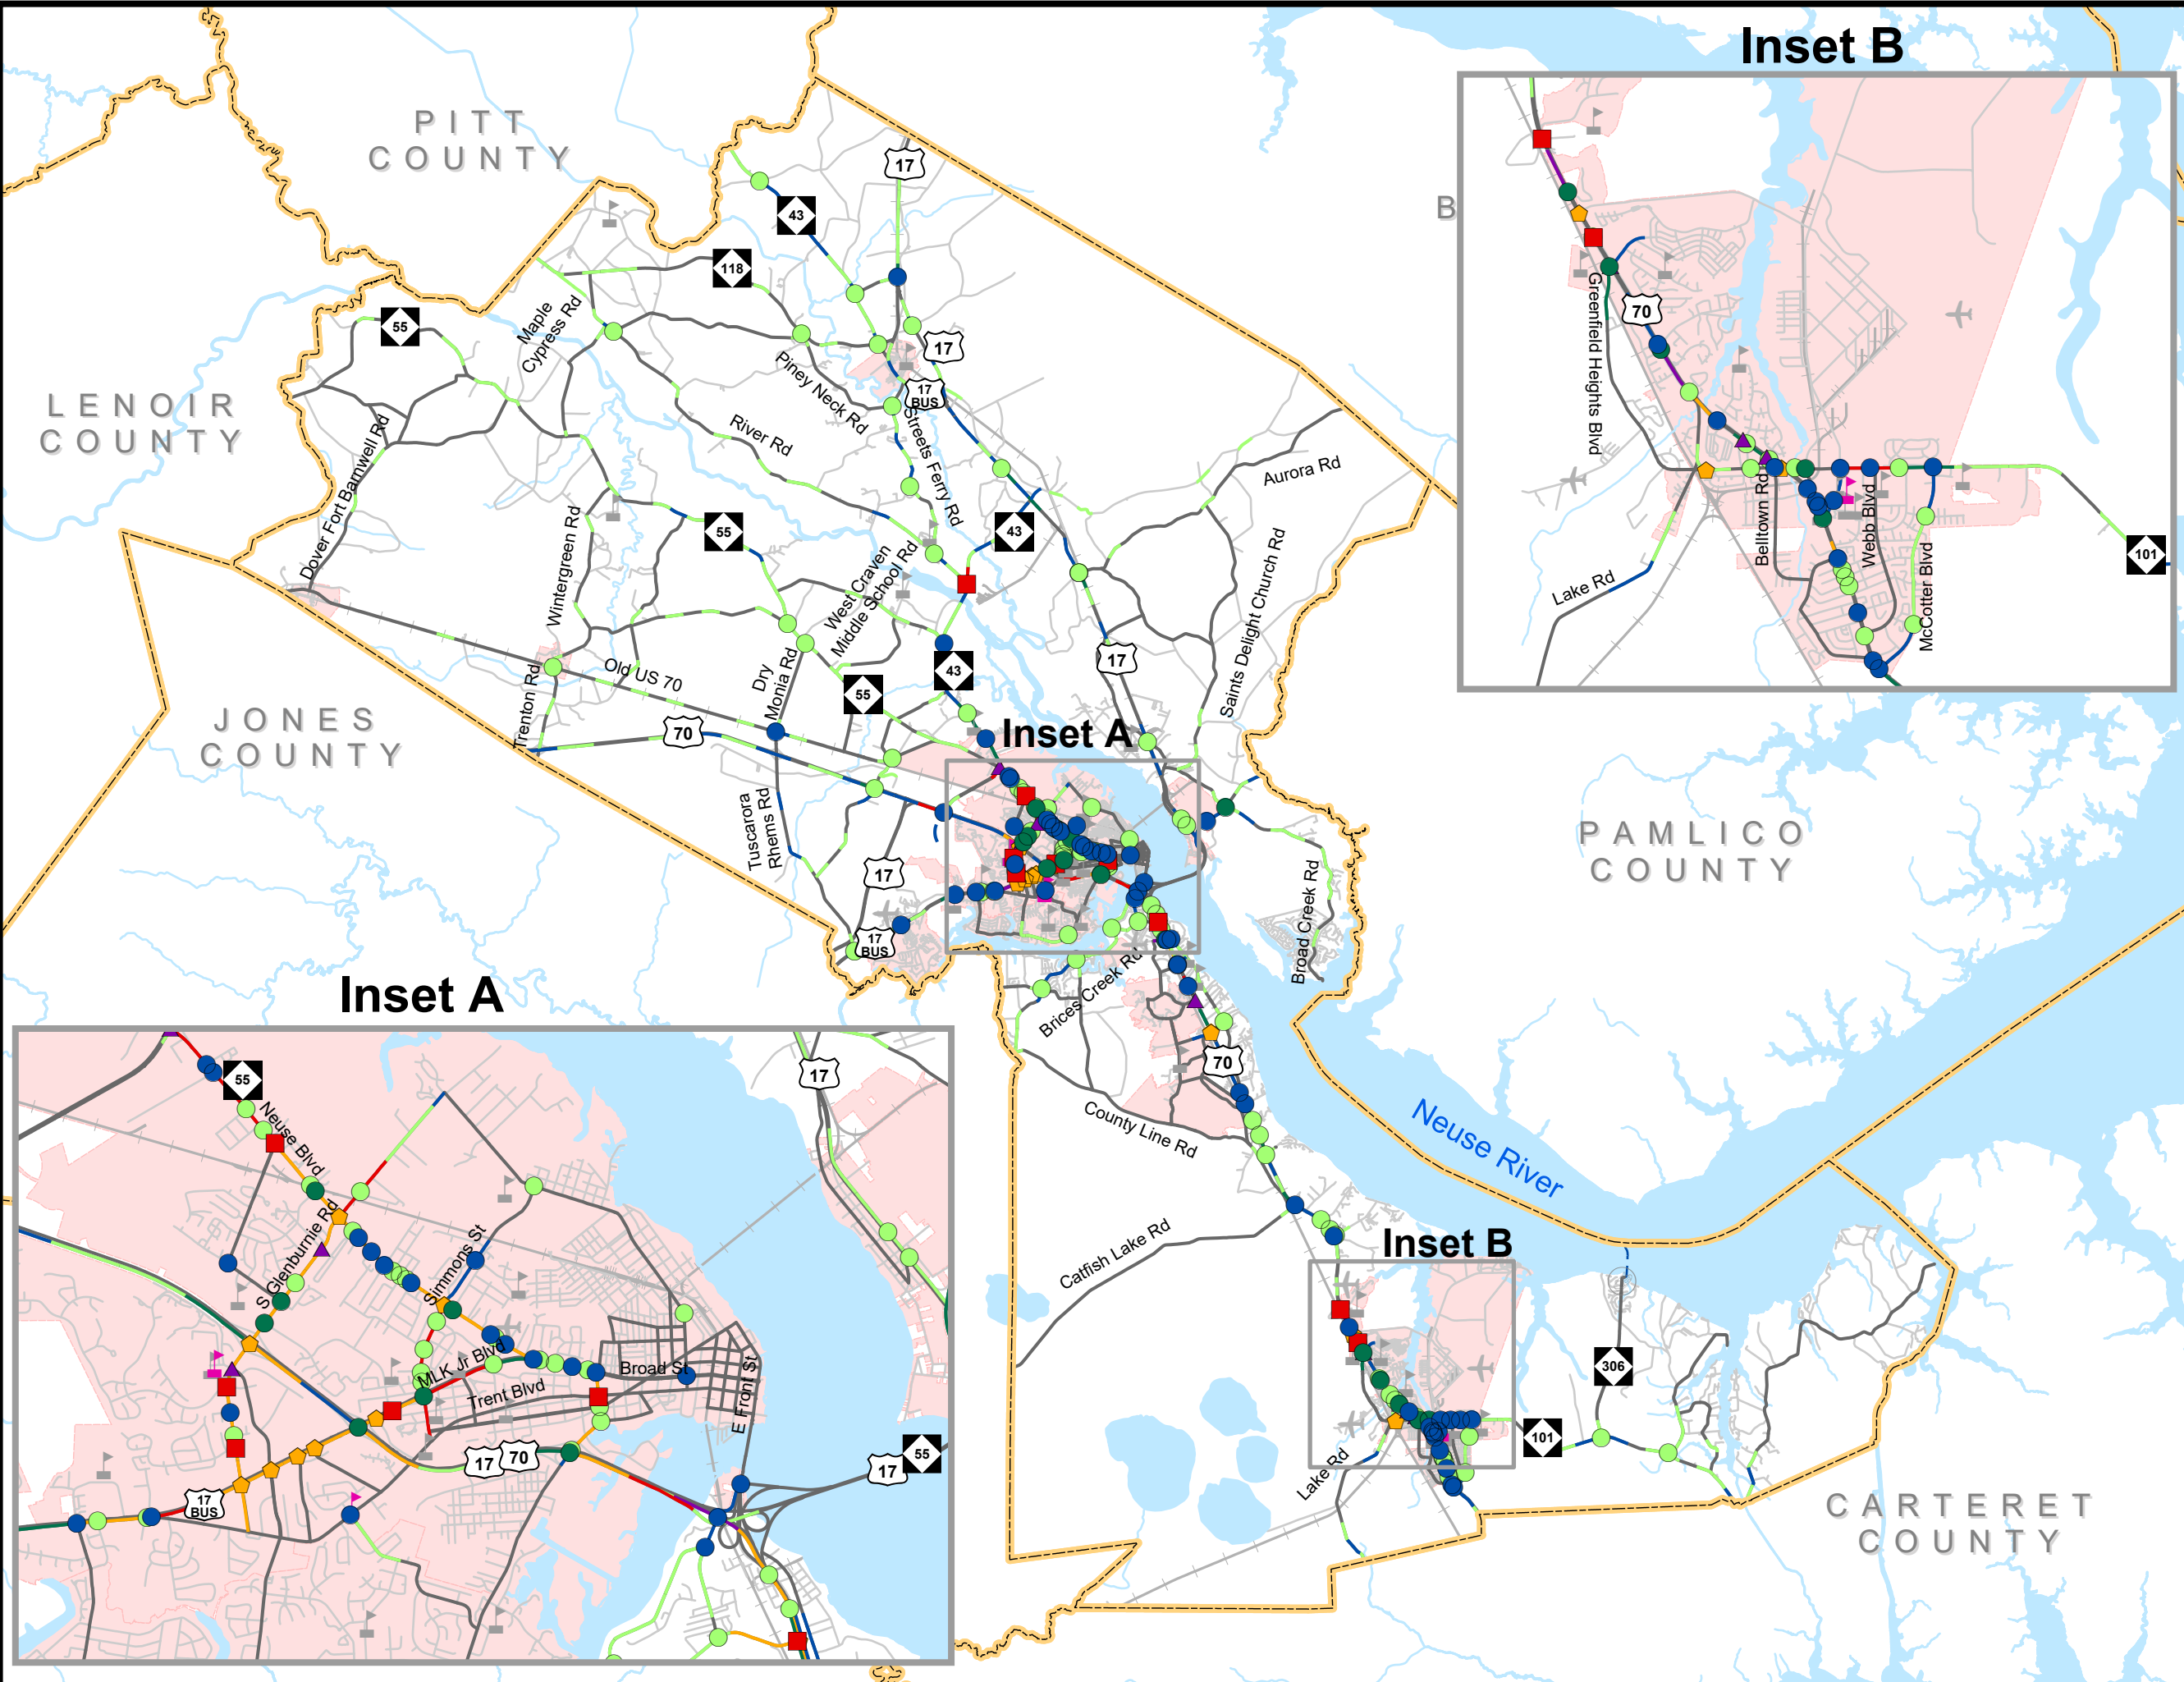 Inset B
PITT
COUNTY
17
43
118
B
55
Maple
Cypress Rd
17
17
BUS
Piney Neck Rd
Streets Ferry Rd
River Rd
LENOIR
COUNTY
Dover Fort Barnwell Rd
Aurora Rd
55
43
Wintergreen Rd
West Craven
Middle School Rd
Saints Delight Church Rd
17
43
Old US 70
Dry
Monia Rd
55
Trenton Rd
70
JONES
COUNTY
Inset A
Tuscarora
Rhems Rd
17
17
BUS
Broad Creek Rd
PAMLICO
COUNTY
Brices Creek Rd
70
County Line Rd
Neuse River
Catfish Lake Rd
Inset B
306
101
Lake Rd
CARTERET
COUNTY
Greenfield Heights Blvd
70
Belltown Rd
Webb Blvd
McCotter Blvd
Lake Rd
101
Inset A
55
Neuse Blvd
17
S Glenburnie Rd
Simmons St
MLK Jr Blvd
Broad St
Trent Blvd
E Front St
17
70
17
55
17
BUS